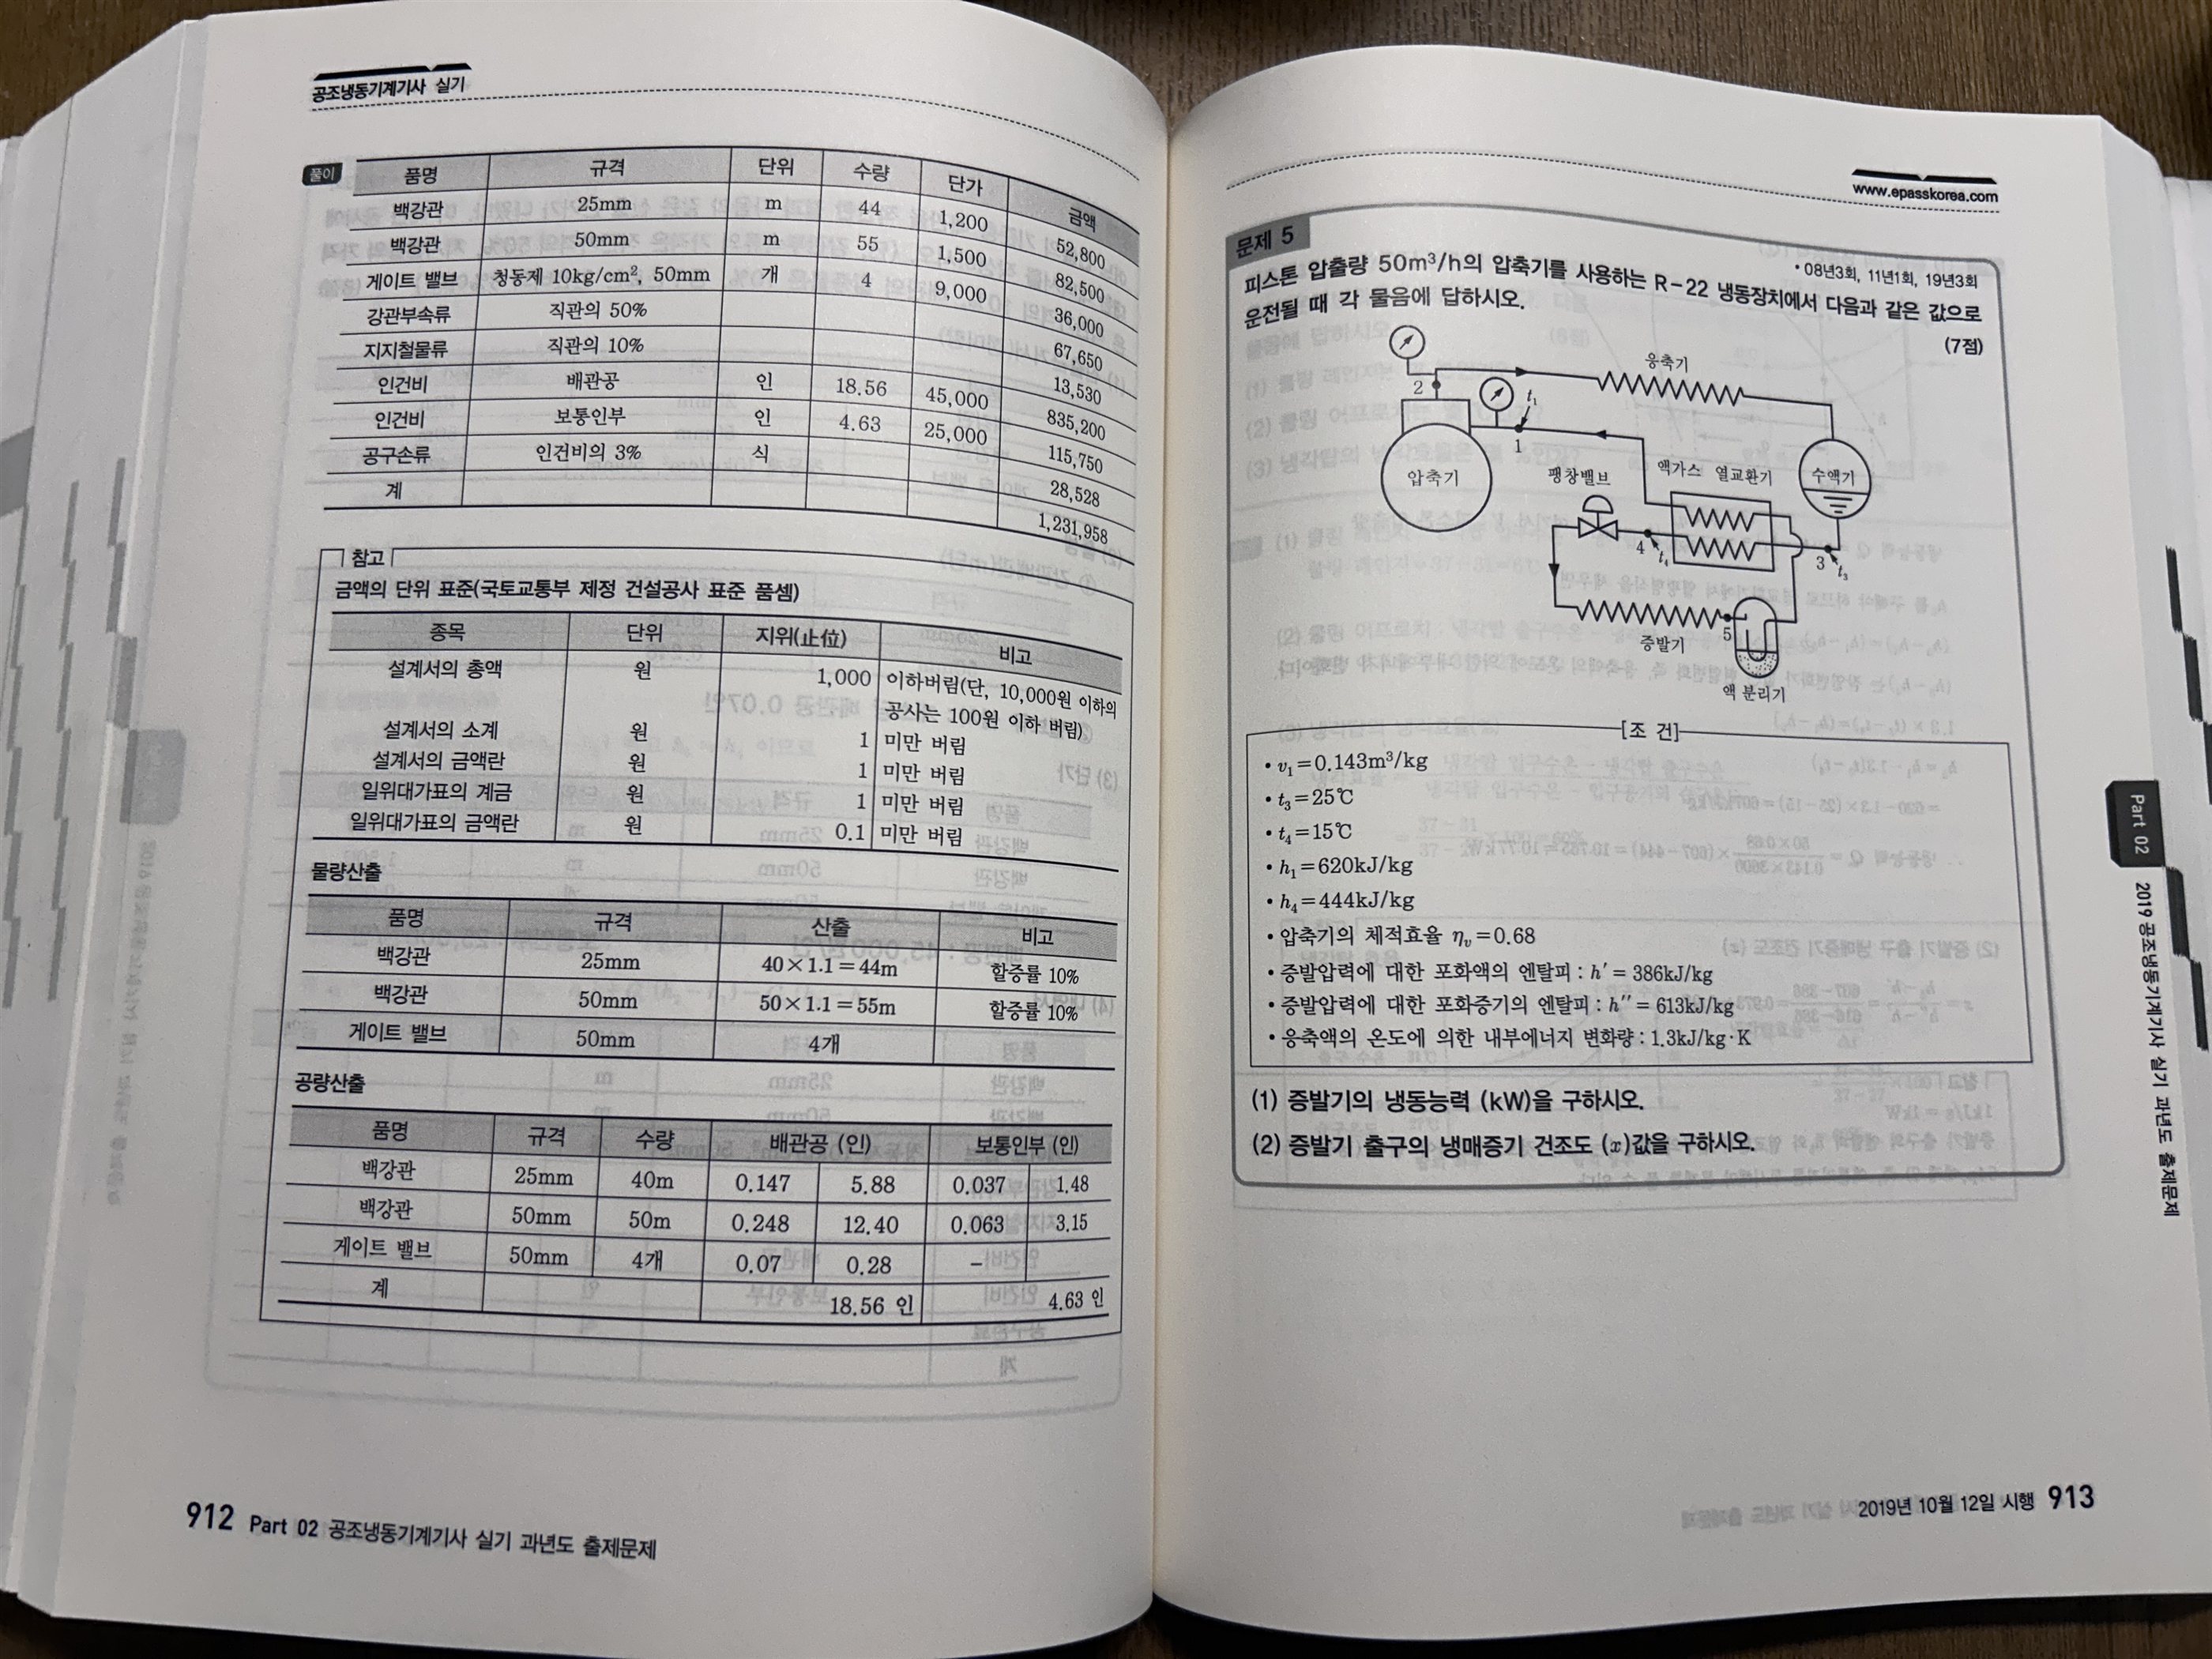 공조냉동기계기사 실기
풀이
품명 규격 단위 수량 단가 금액
백강관 25mm m 44 1,200 52,800
백강관 50mm m 55 1,500 82,500
게이트 밸브 청동제 10kg/cm², 50mm 개 4 9,000 36,000
강관부속류 직관의 50% 67,650
지지철물류 직관의 10% 13,530
인건비 배관공 인 18.56 45,000 835,200
인건비 보통인부 인 4.63 25,000 115,750
공구손류 인건비의 3% 식 28,528
계 1,231,958
참고
금액의 단위 표준(국토교통부 제정 건설공사 표준 품셈)
종목 단위 지위(止位) 비고
설계서의 총액 원 1,000 이하버림(단, 10,000원 이하의
공사는 100원 이하 버림)
설계서의 소계 원 1 미만 버림
설계서의 금액란 원 1 미만 버림
일위대가표의 계금 원 1 미만 버림
일위대가표의 금액란 원 0.1 미만 버림
물량산출
품명 규격 산출 비고
백강관 25mm 40×1.1=44m 할증률 10%
백강관 50mm 50×1.1=55m 할증률 10%
게이트 밸브 50mm 4개
공량산출
품명 규격 수량 배관공 (인) 보통인부 (인)
백강관 25mm 40m 0.147 5.88 0.037 1.48
백강관 50mm 50m 0.248 12.40 0.063 3.15
게이트 밸브 50mm 4개 0.07 0.28 -
계 18.56 인 4.63 인
912 Part 02 공조냉동기계기사 실기 과년도 출제문제
www.epasskorea.com
문제 5
• 08년3회, 11년1회, 19년3회
피스톤 압출량 50m³/h의 압축기를 사용하는 R-22 냉동장치에서 다음과 같은 값으로
운전될 때 각 물음에 답하시오. (7점)
응축기
2
t₁
1
압축기
팽창밸브
액가스 열교환기
수액기
4
t₄
3
t₃
증발기
5
액 분리기
[조 건]
• v₁=0.143m³/kg
• t₃=25℃
• t₄=15℃
• h₁=620kJ/kg
• h₄=444kJ/kg
• 압축기의 체적효율 ηᵥ=0.68
• 증발압력에 대한 포화액의 엔탈피 : h′= 386kJ/kg
• 증발압력에 대한 포화증기의 엔탈피 : h″= 613kJ/kg
• 응축액의 온도에 의한 내부에너지 변화량 : 1.3kJ/kg·K
(1) 증발기의 냉동능력 (kW)을 구하시오.
(2) 증발기 출구의 냉매증기 건조도 (x)값을 구하시오.
Part 02
2019 공조냉동기계기사 실기 과년도 출제문제
2019년 10월 12일 시행 913